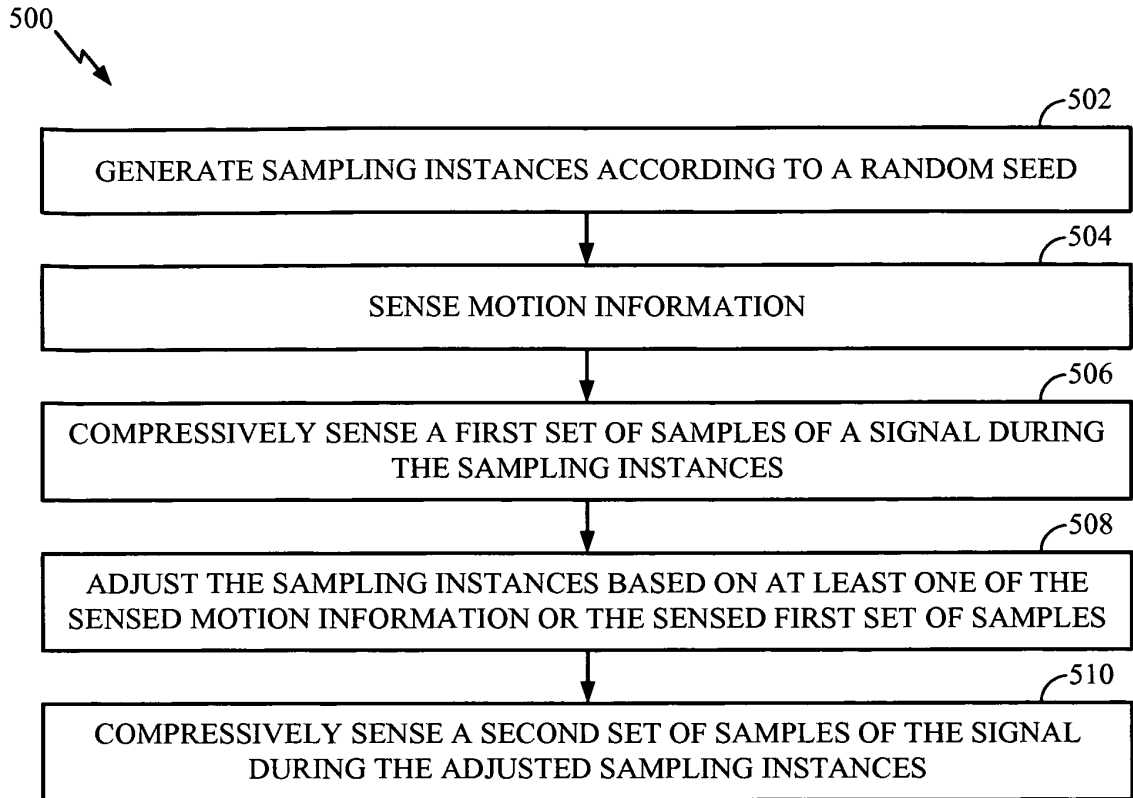 500
502
GENERATE SAMPLING INSTANCES ACCORDING TO A RANDOM SEED
504
SENSE MOTION INFORMATION
506
COMPRESSIVELY SENSE A FIRST SET OF SAMPLES OF A SIGNAL DURING
THE SAMPLING INSTANCES
508
ADJUST THE SAMPLING INSTANCES BASED ON AT LEAST ONE OF THE
SENSED MOTION INFORMATION OR THE SENSED FIRST SET OF SAMPLES
510
COMPRESSIVELY SENSE A SECOND SET OF SAMPLES OF THE SIGNAL
DURING THE ADJUSTED SAMPLING INSTANCES